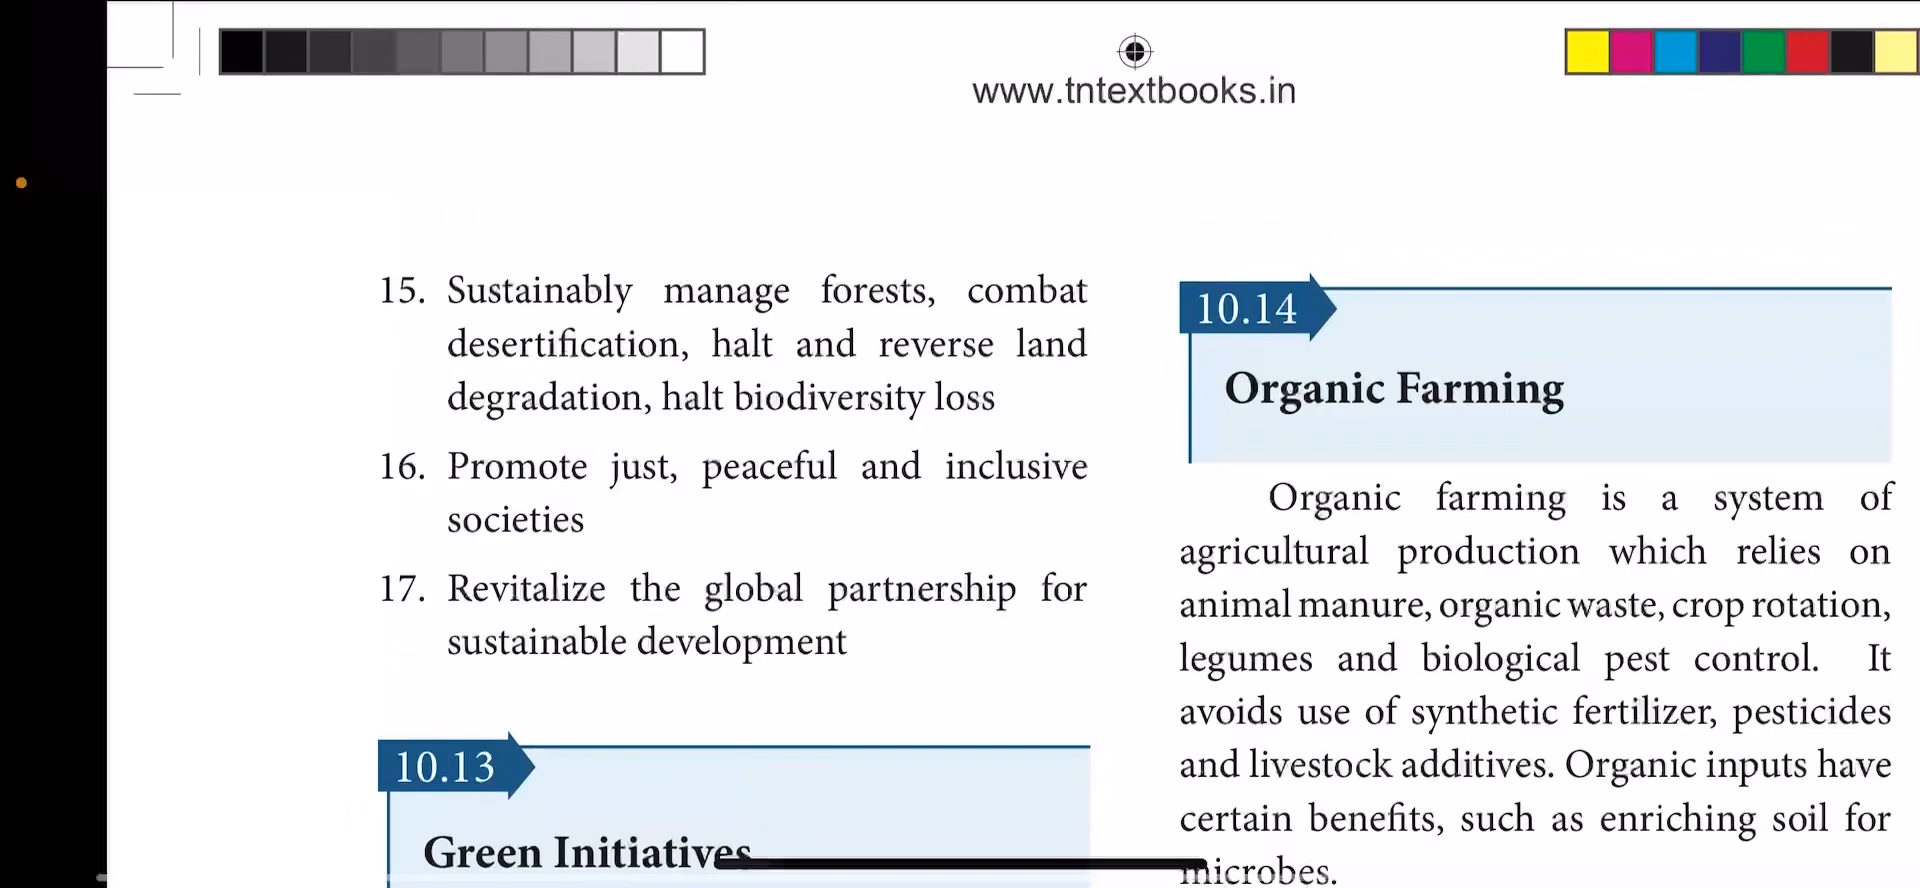 www.tntextbooks.in
15. Sustainably manage forests, combat
desertification, halt and reverse land
degradation, halt biodiversity loss
16. Promote just, peaceful and inclusive
societies
17. Revitalize the global partnership for
sustainable development
10.13
Green Initiatives
10.14
Organic Farming
Organic farming is a system of
agricultural production which relies on
animal manure, organic waste, crop rotation,
legumes and biological pest control. It
avoids use of synthetic fertilizer, pesticides
and livestock additives. Organic inputs have
certain benefits, such as enriching soil for
microbes.